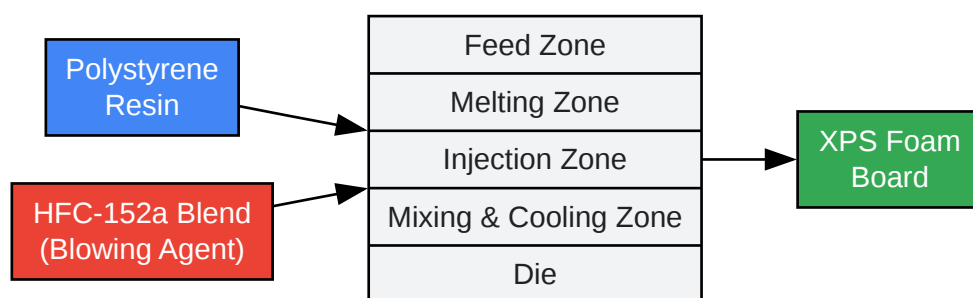 Polystyrene
Resin
HFC-152a Blend
(Blowing Agent)
Feed Zone
Melting Zone
Injection Zone
Mixing & Cooling Zone
Die
XPS Foam
Board